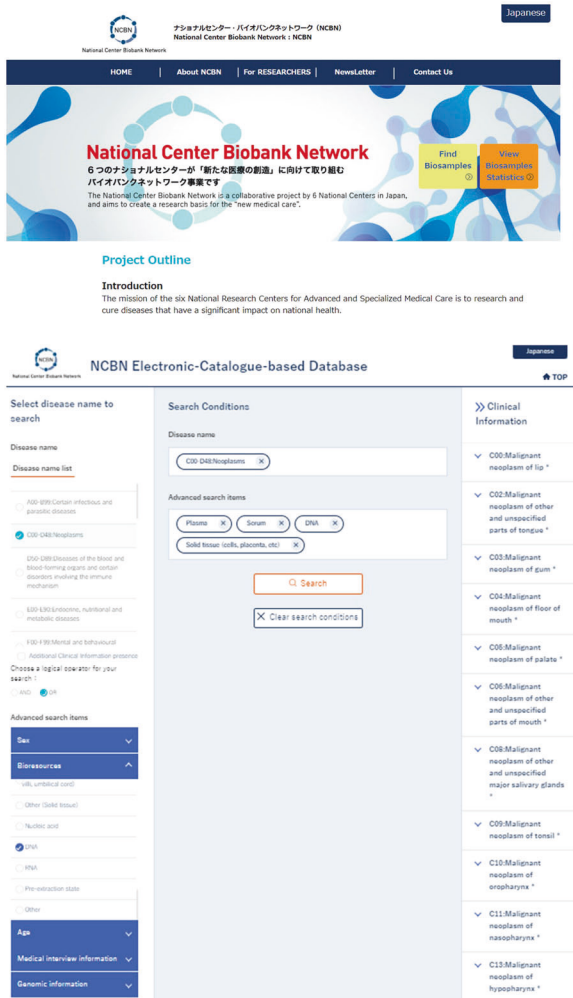 Japanese
NCBN
National Center Biobank Network
ナショナルセンター・バイオバンクネットワーク（NCBN）
National Center Biobank Network : NCBN
HOME
About NCBN
For RESEARCHERS
NewsLetter
Contact Us
National Center Biobank Network
6つのナショナルセンターが「新たな医療の創造」に向けて取り組む
バイオバンクネットワーク事業です
The National Center Biobank Network is a collaborative project by 6 National Centers in Japan,
and aims to create a research basis for the "new medical care".
Find
Biosamples
View
Biosamples
Statistics
Project Outline
Introduction
The mission of the six National Research Centers for Advanced and Specialized Medical Care is to research and
cure diseases that have a significant impact on national health.
NCBN
National Center Biobank Network
NCBN Electronic-Catalogue-based Database
Japanese
TOP
Select disease name to
search
Disease name
Disease name list
A00-B99:Certain infectious and
parasitic diseases
C00-D48:Neoplasms
D50-D89:Diseases of the blood and
blood-forming organs and certain
disorders involving the immune
mechanism
E00-E90:Endocrine, nutritional and
metabolic diseases
F00-F99:Mental and behavioural
Additional Clinical Information presence
Choose a logical operator for your
search :
AND
OR
Advanced search items
Sex
Bioresources
villi, umbilical cord)
Other (Solid tissue)
Nucleic acid
DNA
RNA
Pre-extraction state
Other
Age
Medical interview information
Genomic information
Search Conditions
Disease name
C00-D48:Neoplasms X
Advanced search items
Plasma X
Serum X
DNA X
Solid tissue (cells, placenta, etc) X
Search
X Clear search conditions
Clinical
Information
C00:Malignant
neoplasm of lip *
C02:Malignant
neoplasm of other
and unspecified
parts of tongue *
C03:Malignant
neoplasm of gum *
C04:Malignant
neoplasm of floor of
mouth *
C05:Malignant
neoplasm of palate *
C06:Malignant
neoplasm of other
and unspecified
parts of mouth *
C08:Malignant
neoplasm of other
and unspecified
major salivary glands
*
C09:Malignant
neoplasm of tonsil *
C10:Malignant
neoplasm of
oropharynx *
C11:Malignant
neoplasm of
nasopharynx *
C13:Malignant
neoplasm of
hypopharynx *